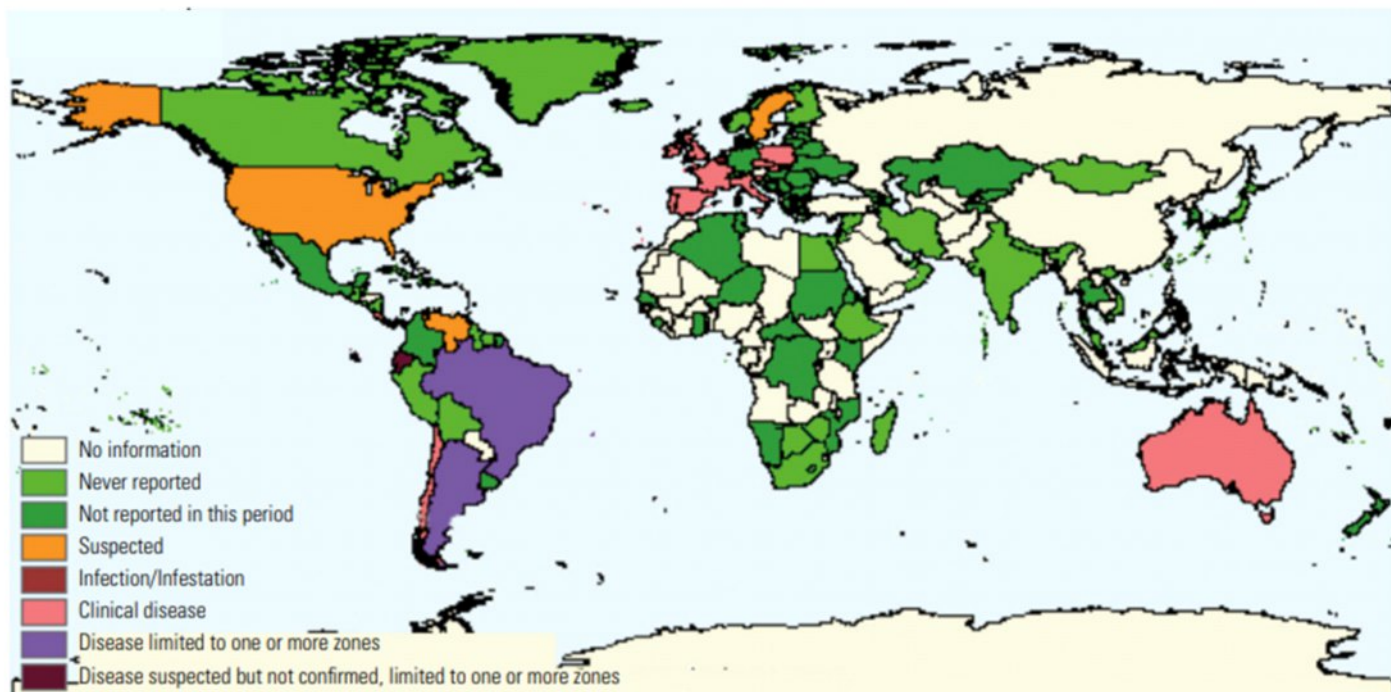 No information
Never reported
Not reported in this period
Suspected
Infection/Infestation
Clinical disease
Disease limited to one or more zones
Disease suspected but not confirmed, limited to one or more zones